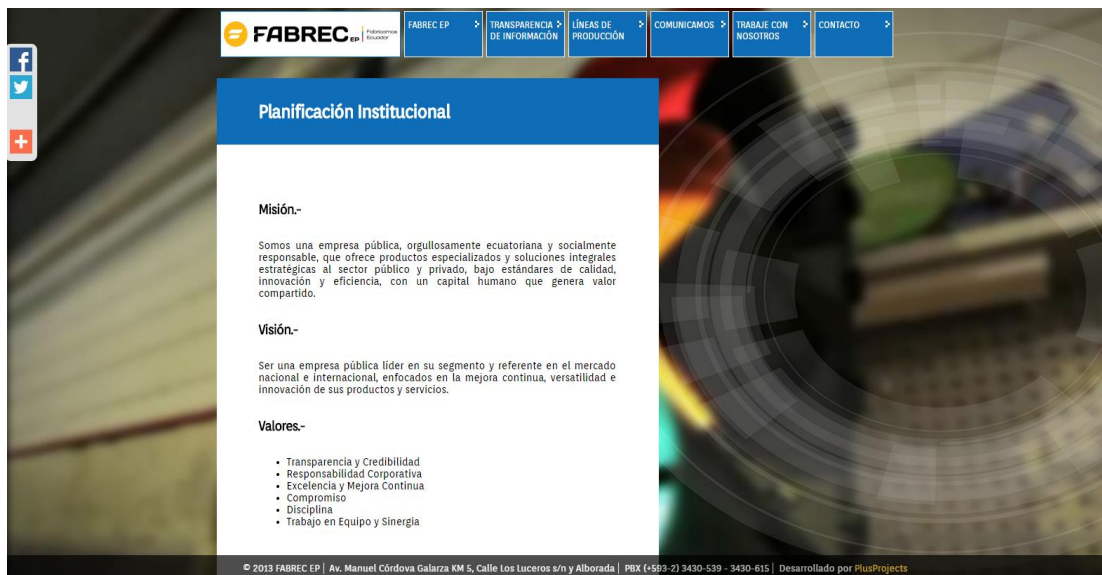 FABREC EP Fabricamos Ecuador
FABREC EP
TRANSPARENCIA
DE INFORMACIÓN
LÍNEAS DE
PRODUCCIÓN
COMUNICAMOS
TRABAJE CON
NOSOTROS
CONTACTO
Planificación Institucional
Misión.-
Somos una empresa pública, orgullosamente ecuatoriana y socialmente
responsable, que ofrece productos especializados y soluciones integrales
estratégicas al sector público y privado, bajo estándares de calidad,
innovación y eficiencia, con un capital humano que genera valor
compartido.
Visión.-
Ser una empresa pública líder en su segmento y referente en el mercado
nacional e internacional, enfocados en la mejora continua, versatilidad e
innovación de sus productos y servicios.
Valores.-
• Transparencia y Credibilidad
• Responsabilidad Corporativa
• Excelencia y Mejora Continua
• Compromiso
• Disciplina
• Trabajo en Equipo y Sinergia
© 2013 FABREC EP | Av. Manuel Córdova Galarza KM 5, Calle Los Luceros s/n y Alborada | PBX (+593-2) 3430-539 - 3430-615 | Desarrollado por PlusProjects